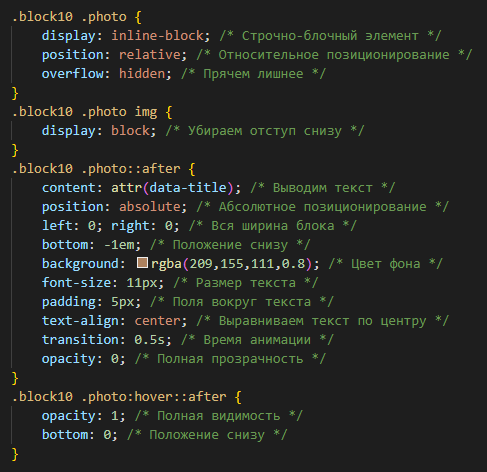 .block10 .photo {
display: inline-block; /* Строчно-блочный элемент */
position: relative; /* Относительное позиционирование */
overflow: hidden; /* Прячем лишнее */
}
.block10 .photo img {
display: block; /* Убираем отступ снизу */
}
.block10 .photo::after {
content: attr(data-title); /* Выводим текст */
position: absolute; /* Абсолютное позиционирование */
left: 0; right: 0; /* Вся ширина блока */
bottom: -1em; /* Положение снизу */
background: rgba(209,155,111,0.8); /* Цвет фона */
font-size: 11px; /* Размер текста */
padding: 5px; /* Поля вокруг текста */
text-align: center; /* Выравниваем текст по центру */
transition: 0.5s; /* Время анимации */
opacity: 0; /* Полная прозрачность */
}
.block10 .photo:hover::after {
opacity: 1; /* Полная видимость */
bottom: 0; /* Положение снизу */
}